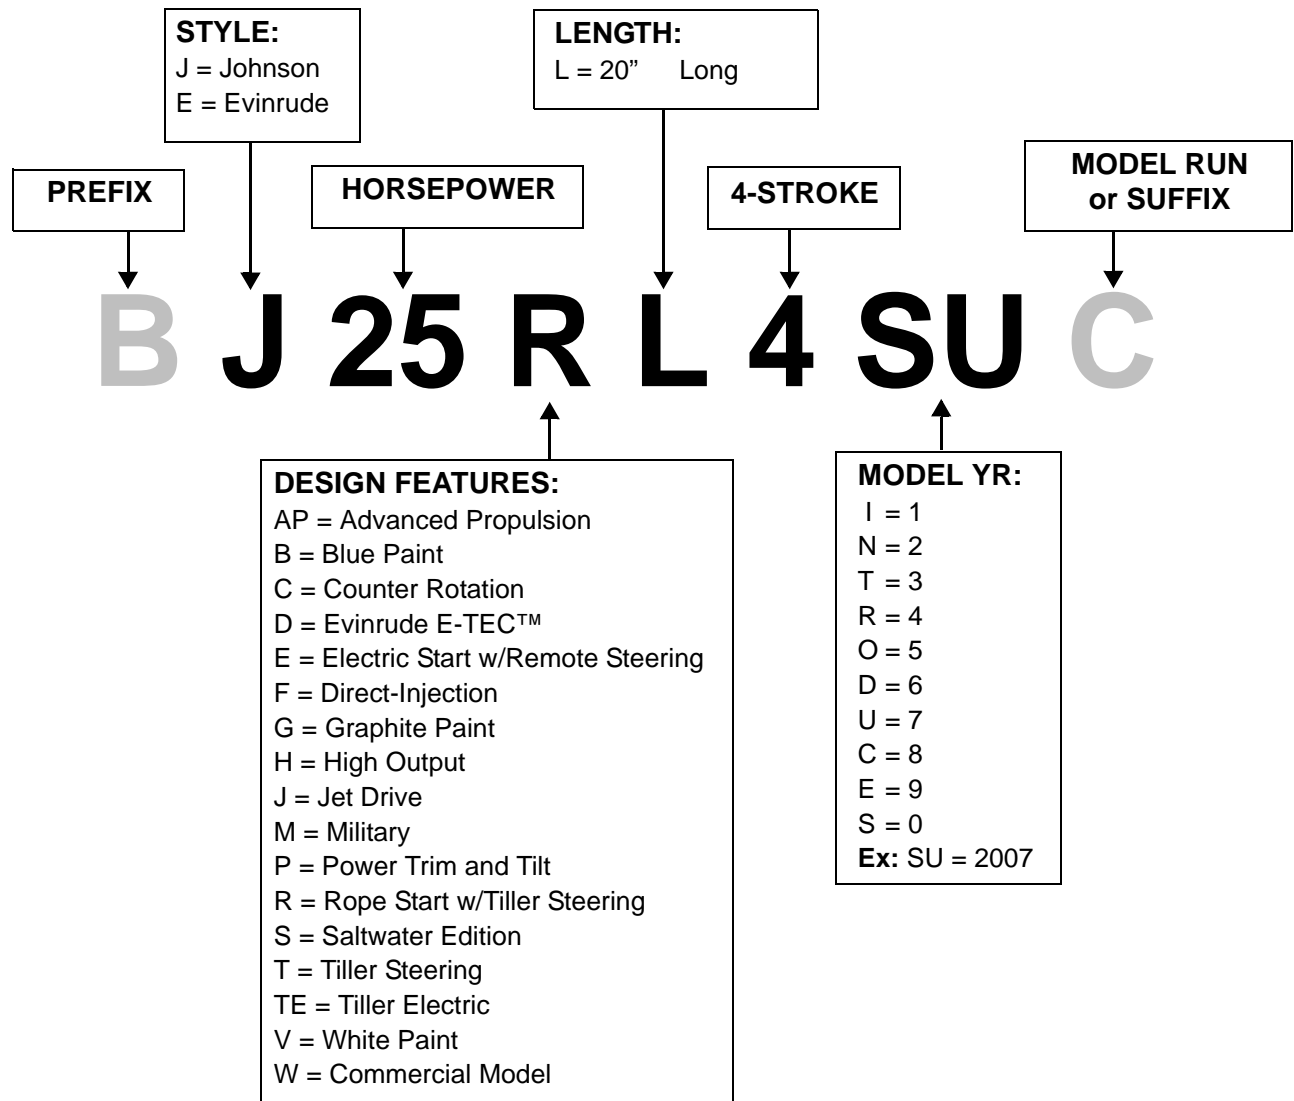 STYLE:
J = Johnson
E = Evinrude
LENGTH:
L = 20” Long
PREFIX
HORSEPOWER
4-STROKE
MODEL RUN
or SUFFIX
B J 25 R L 4 SU C
DESIGN FEATURES:
AP = Advanced Propulsion
B = Blue Paint
C = Counter Rotation
D = Evinrude E-TEC™
E = Electric Start w/Remote Steering
F = Direct-Injection
G = Graphite Paint
H = High Output
J = Jet Drive
M = Military
P = Power Trim and Tilt
R = Rope Start w/Tiller Steering
S = Saltwater Edition
T = Tiller Steering
TE = Tiller Electric
V = White Paint
W = Commercial Model
MODEL YR:
I = 1
N = 2
T = 3
R = 4
O = 5
D = 6
U = 7
C = 8
E = 9
S = 0
Ex: SU = 2007